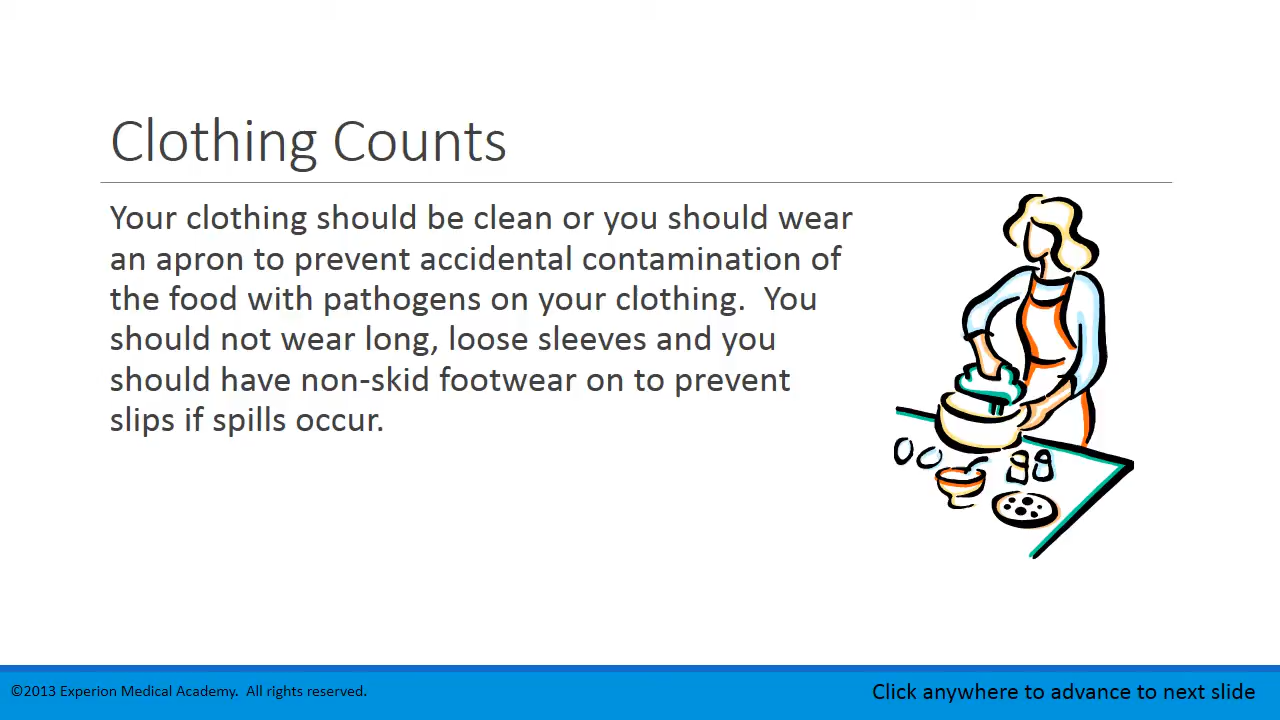 Clothing Counts
Your clothing should be clean or you should wear
an apron to prevent accidental contamination of
the food with pathogens on your clothing.  You
should not wear long, loose sleeves and you
should have non-skid footwear on to prevent
slips if spills occur.
©2013 Experion Medical Academy.  All rights reserved.
Click anywhere to advance to next slide